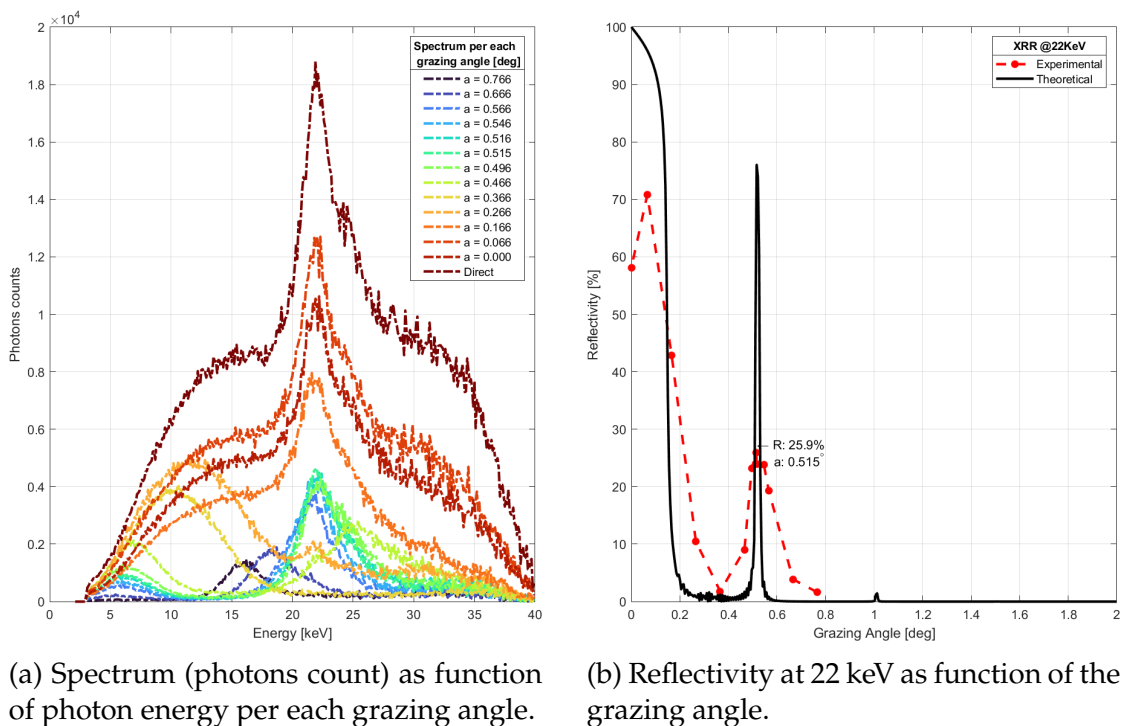 ×10⁴
2
1.8
1.6
1.4
1.2
1
0.8
0.6
0.4
0.2
0
Photons counts
0 5 10 15 20 25 30 35 40
Energy [keV]
Spectrum per each
grazing angle [deg]
a = 0.766
a = 0.666
a = 0.566
a = 0.546
a = 0.516
a = 0.515
a = 0.496
a = 0.466
a = 0.366
a = 0.266
a = 0.166
a = 0.066
a = 0.000
Direct
(a) Spectrum (photons count) as function
of photon energy per each grazing angle.
100
90
80
70
60
50
40
30
20
10
0
Reflectivity [%]
0 0.2 0.4 0.6 0.8 1 1.2 1.4 1.6 1.8 2
Grazing Angle [deg]
XRR @22KeV
Experimental
Theoretical
R: 25.9%
a: 0.515°
(b) Reflectivity at 22 keV as function of the
grazing angle.